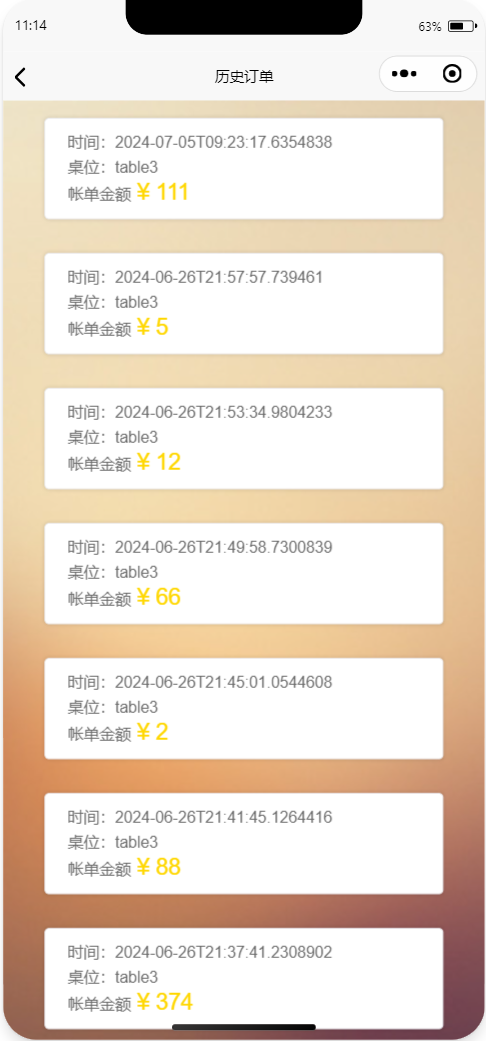 11:14
63%
历史订单
时间：2024-07-05T09:23:17.6354838
桌位：table3
帐单金额 ¥ 111
时间：2024-06-26T21:57:57.739461
桌位：table3
帐单金额 ¥ 5
时间：2024-06-26T21:53:34.9804233
桌位：table3
帐单金额 ¥ 12
时间：2024-06-26T21:49:58.7300839
桌位：table3
帐单金额 ¥ 66
时间：2024-06-26T21:45:01.0544608
桌位：table3
帐单金额 ¥ 2
时间：2024-06-26T21:41:45.1264416
桌位：table3
帐单金额 ¥ 88
时间：2024-06-26T21:37:41.2308902
桌位：table3
帐单金额 ¥ 374